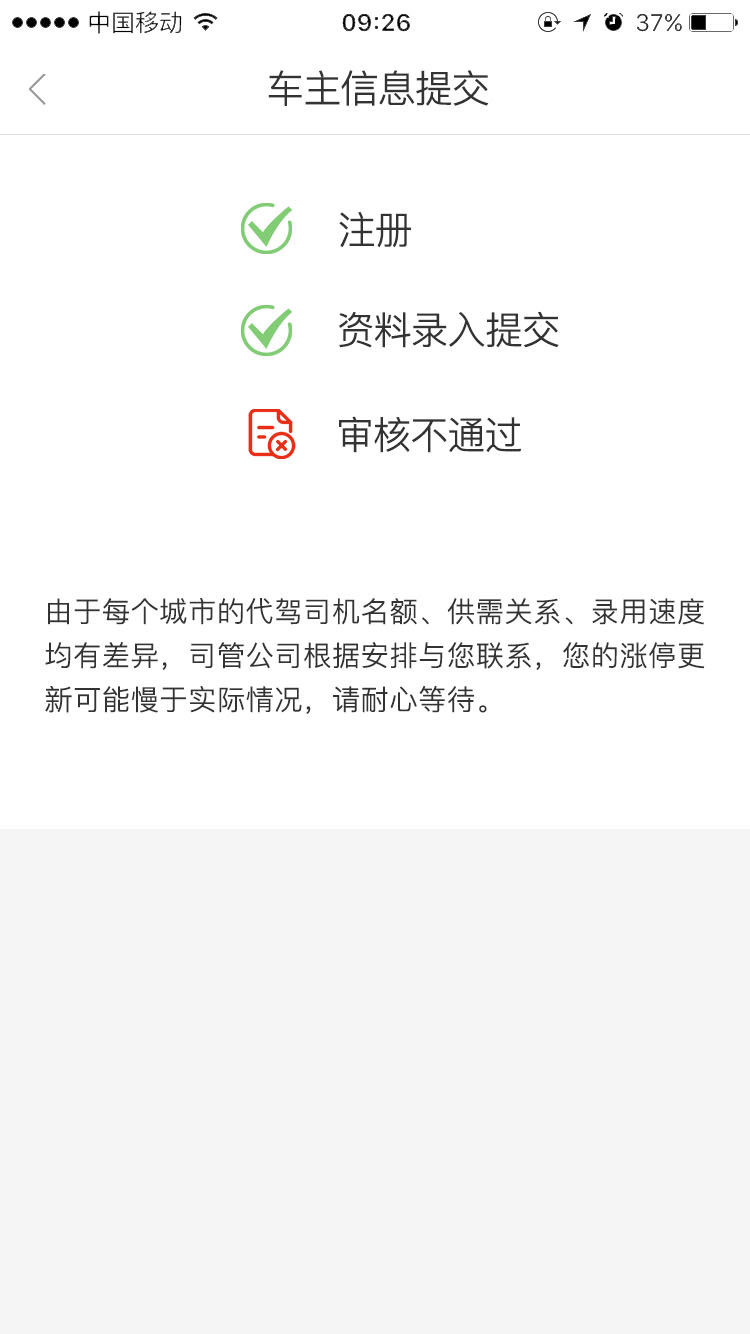 中国移动 09:26 37%
车主信息提交
注册
资料录入提交
审核不通过
由于每个城市的代驾司机名额、供需关系、录用速度
均有差异，司管公司根据安排与您联系，您的涨停更
新可能慢于实际情况，请耐心等待。